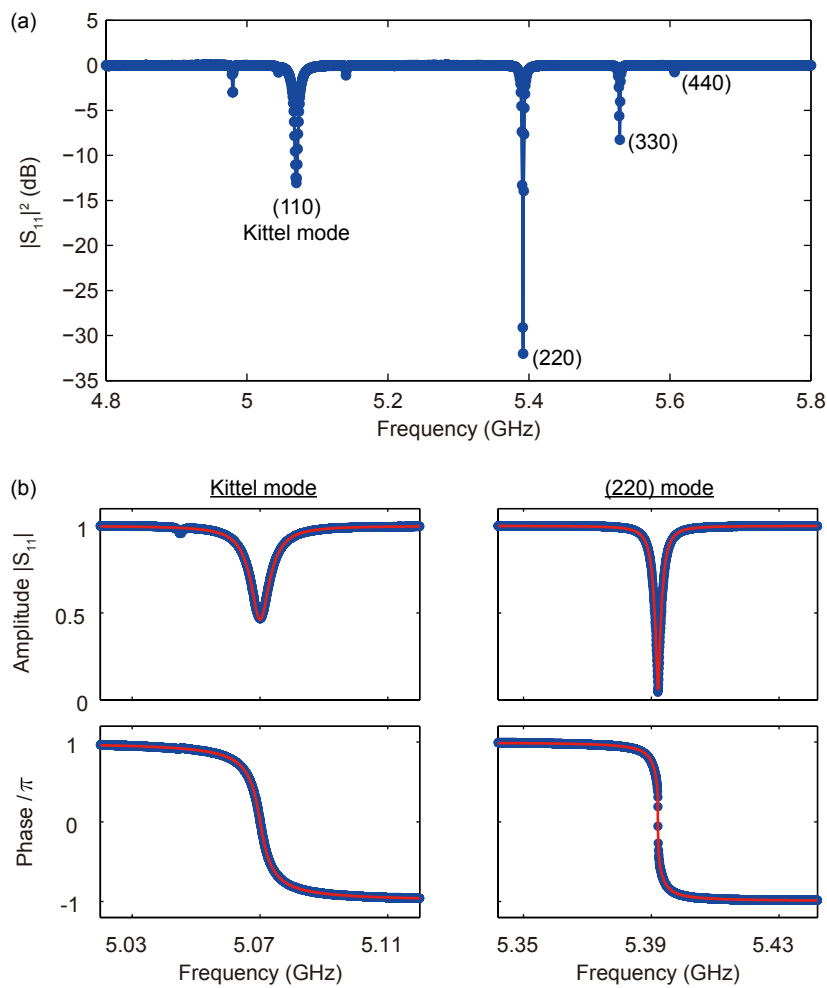 (a)
5
0
−5
−10
−15
−20
−25
−30
−35
|S₁₁|² (dB)
(110)
Kittel mode
(220)
(330)
(440)
4.8 5 5.2 5.4 5.6 5.8
Frequency (GHz)
(b)
Kittel mode
(220) mode
1
0.5
0
Amplitude |S₁₁|
1
0
-1
Phase / π
5.03 5.07 5.11
5.35 5.39 5.43
Frequency (GHz)
Frequency (GHz)